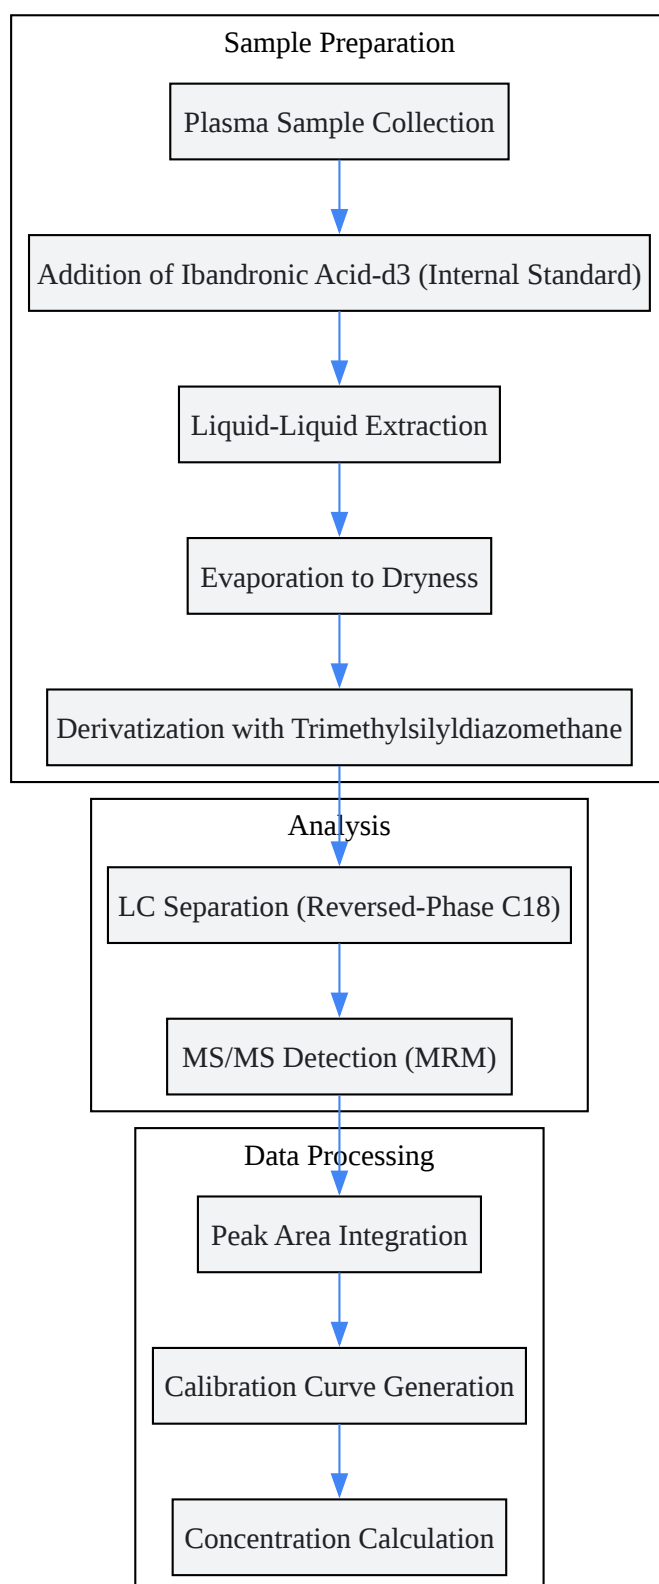 Sample Preparation
Plasma Sample Collection
Addition of Ibandronic Acid-d3 (Internal Standard)
Liquid-Liquid Extraction
Evaporation to Dryness
Derivatization with Trimethylsilyldiazomethane
Analysis
LC Separation (Reversed-Phase C18)
MS/MS Detection (MRM)
Data Processing
Peak Area Integration
Calibration Curve Generation
Concentration Calculation